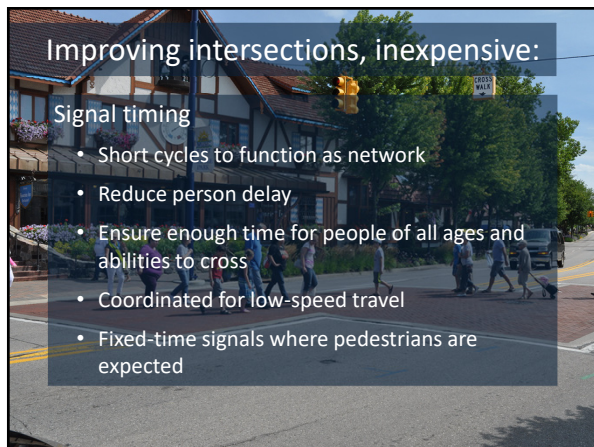 Improving intersections, inexpensive:
CROSS
WALK
Signal timing
• Short cycles to function as network
• Reduce person delay
• Ensure enough time for people of all ages and
abilities to cross
• Coordinated for low-speed travel
• Fixed-time signals where pedestrians are
expected